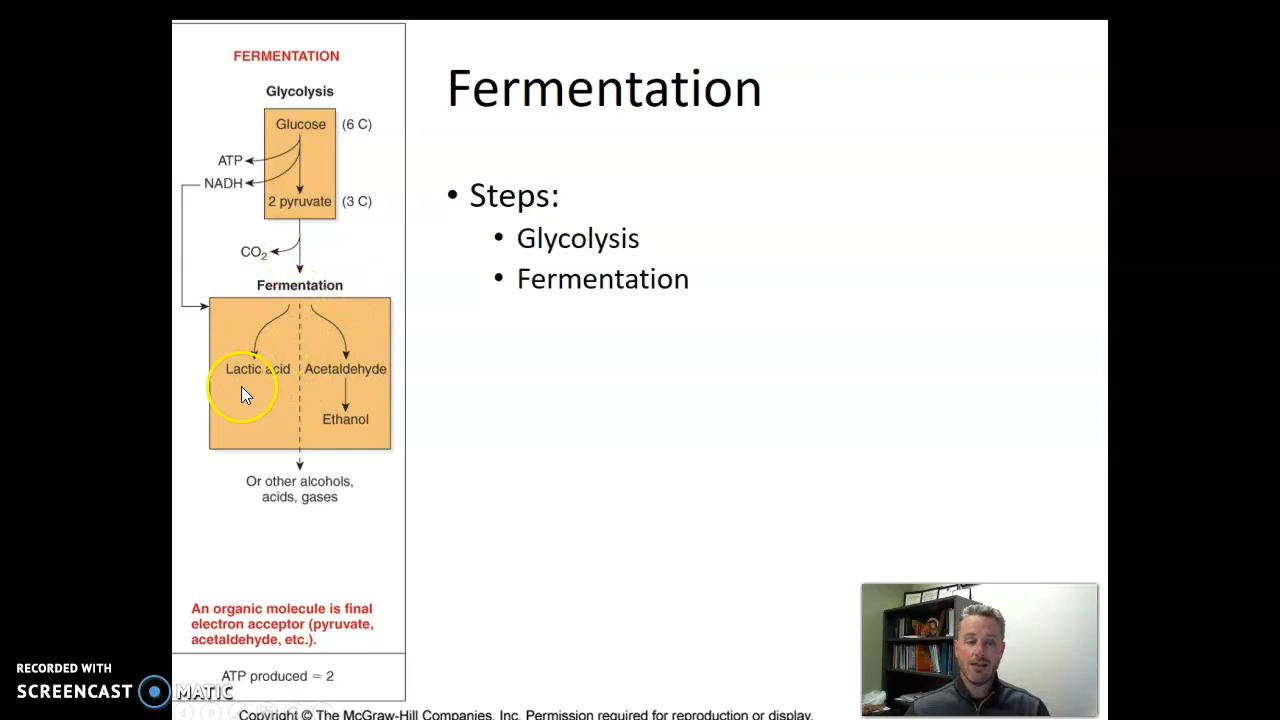 FERMENTATION
Glycolysis
Glucose (6 C)
ATP
NADH
2 pyruvate (3 C)
CO₂
Fermentation
Lactic acid Acetaldehyde
Ethanol
Or other alcohols,
acids, gases
An organic molecule is final
electron acceptor (pyruvate,
acetaldehyde, etc.).
ATP produced = 2
Copyright © The McGraw-Hill Companies, Inc. Permission required for reproduction or display.
Fermentation
• Steps:
• Glycolysis
• Fermentation
RECORDED WITH
SCREENCAST MATIC